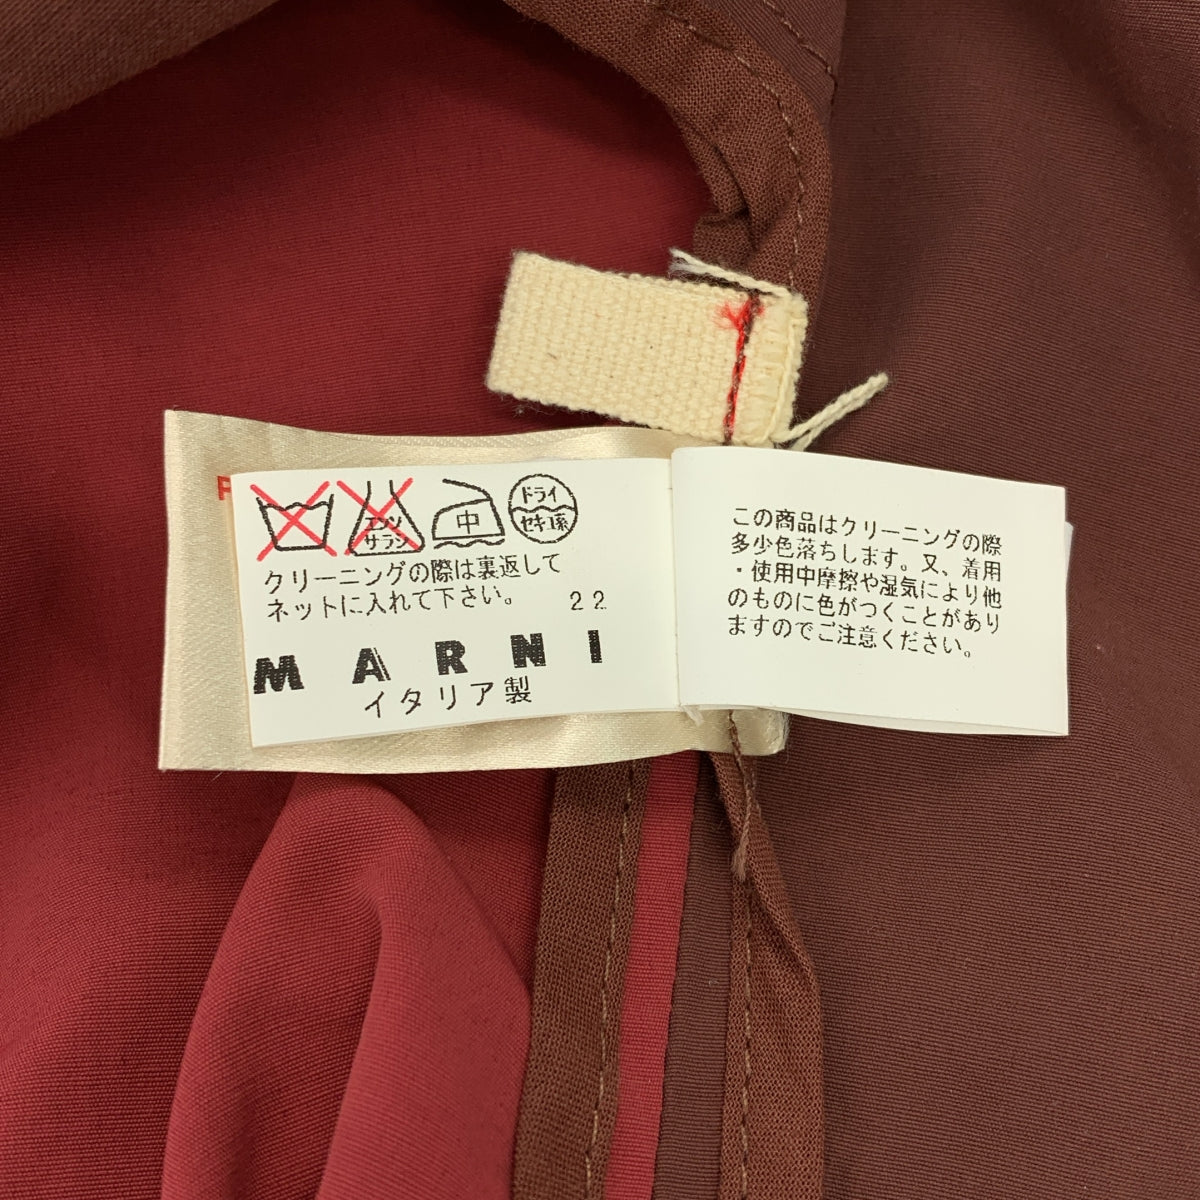 エンソ
サラシ
中
ドライ
セキユ系
クリーニングの際は裏返して
ネットに入れて下さい。 22
MARNI
イタリア製
この商品はクリーニングの際
多少色落ちします。又、着用
・使用中摩擦や湿気により他
のものに色がつくことがあり
ますのでご注意ください。